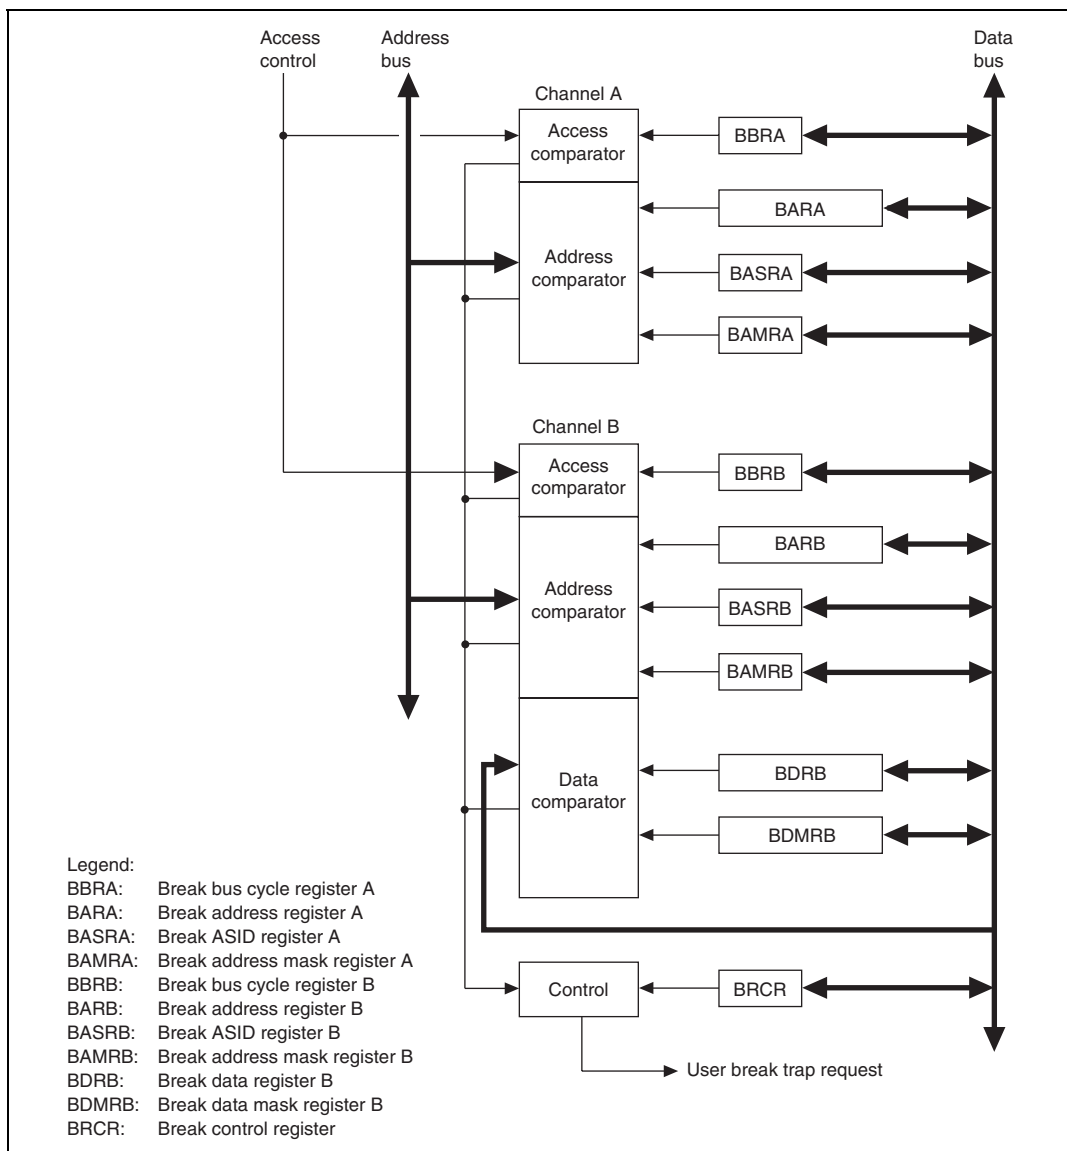 Access
control
Address
bus
Data
bus
Channel A
Access
comparator
BBRA
BARA
Address
comparator
BASRA
BAMRA
Channel B
Access
comparator
BBRB
BARB
Address
comparator
BASRB
BAMRB
Data
comparator
BDRB
BDMRB
Control
BRCR
User break trap request
Legend:
BBRA: Break bus cycle register A
BARA: Break address register A
BASRA: Break ASID register A
BAMRA: Break address mask register A
BBRB: Break bus cycle register B
BARB: Break address register B
BASRB: Break ASID register B
BAMRB: Break address mask register B
BDRB: Break data register B
BDMRB: Break data mask register B
BRCR: Break control register